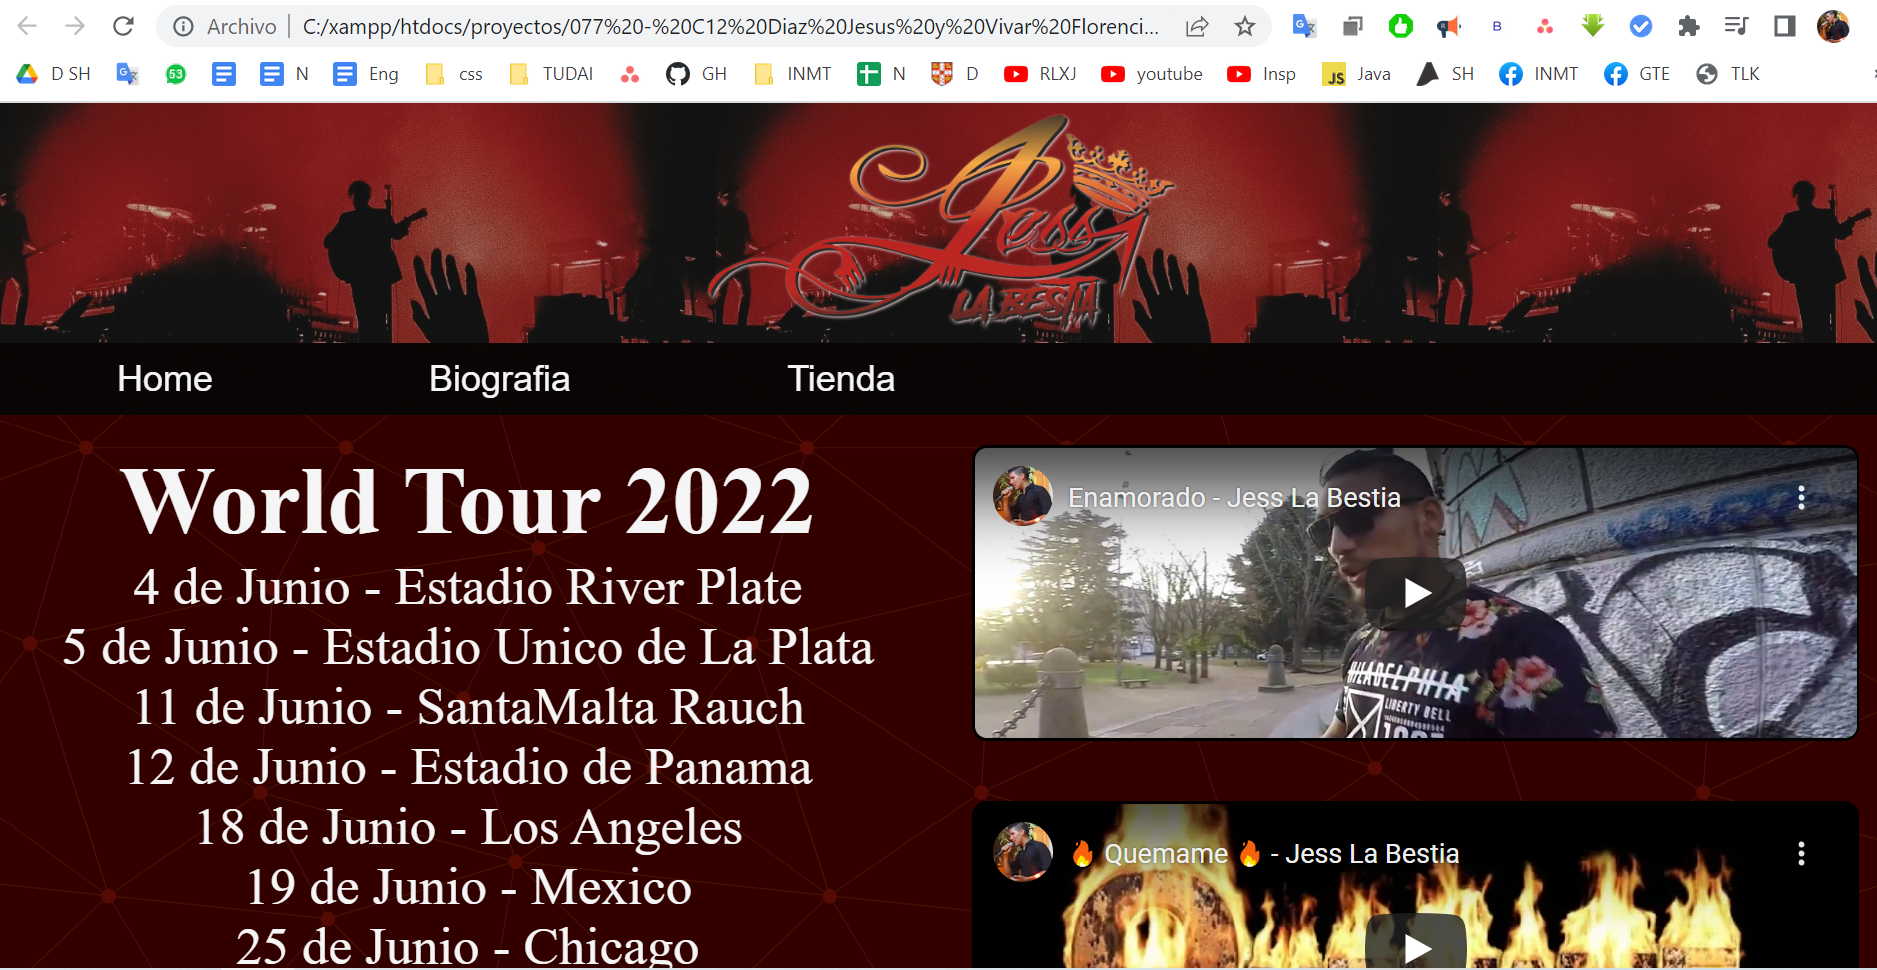 Archivo | C:/xampp/htdocs/proyectos/077%20-%20C12%20Diaz%20Jesus%20y%20Vivar%20Florenci...
D SH 53 N Eng css TUDAI GH INMT N D RLXJ youtube Insp JS Java SH INMT GTE TLK
Jess
LA BESTIA
Home Biografia Tienda
World Tour 2022
4 de Junio - Estadio River Plate
5 de Junio - Estadio Unico de La Plata
11 de Junio - SantaMalta Rauch
12 de Junio - Estadio de Panama
18 de Junio - Los Angeles
19 de Junio - Mexico
25 de Junio - Chicago
Enamorado - Jess La Bestia
PHILADELPHIA
LIBERTY BELL
🔥 Quemame 🔥 - Jess La Bestia